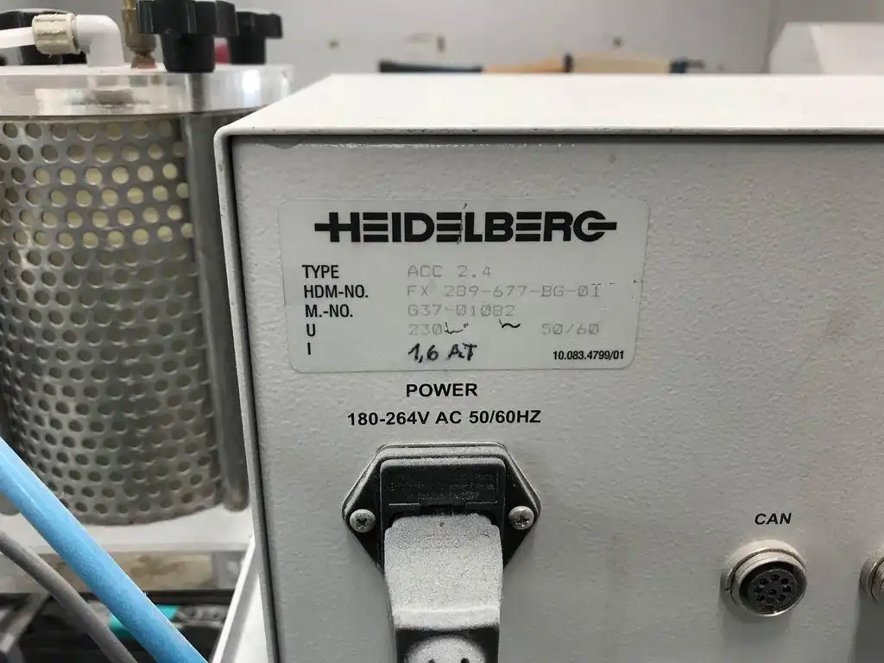 HEIDELBERG
TYPE ACC 2.4
HDM-NO. FX 289-677-BG-01
M.-NO. G37-01082
U 230 ~ 50/60
I 1,6 AT
10.083.4799/01
POWER
180-264V AC 50/60HZ
CAN